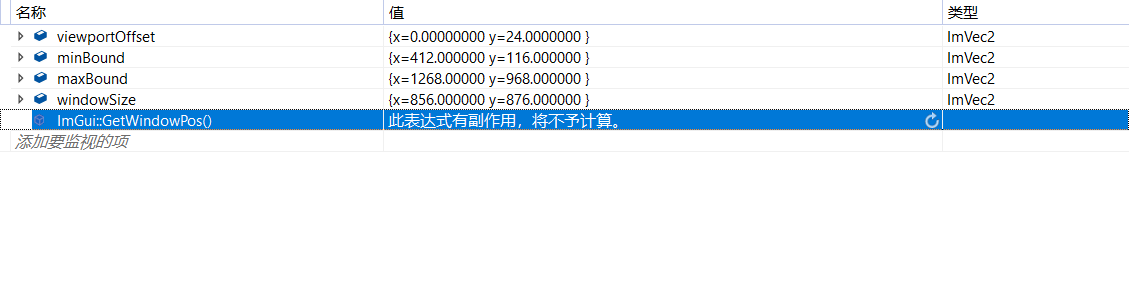 名称 值 类型
viewportOffset {x=0.00000000 y=24.0000000 } ImVec2
minBound {x=412.000000 y=116.000000 } ImVec2
maxBound {x=1268.00000 y=968.000000 } ImVec2
windowSize {x=856.000000 y=876.000000 } ImVec2
ImGui::GetWindowPos() 此表达式有副作用，将不予计算。
添加要监视的项